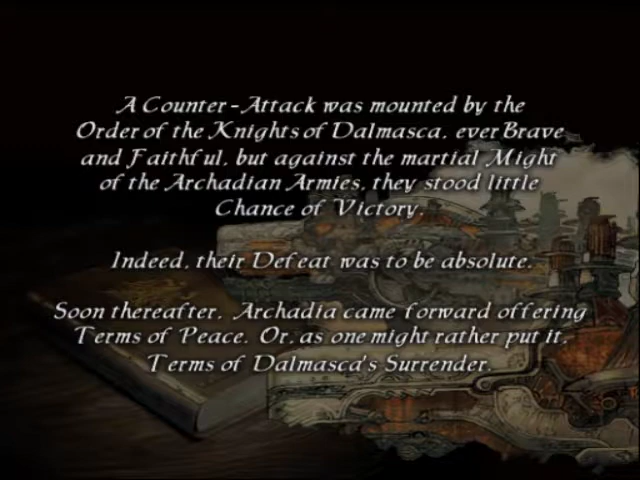 A Counter-Attack was mounted by the
Order of the Knights of Dalmasca, ever Brave
and Faithful, but against the martial Might
of the Archadian Armies, they stood little
Chance of Victory.
Indeed, their Defeat was to be absolute.
Soon thereafter, Archadia came forward offering
Terms of Peace. Or, as one might rather put it,
Terms of Dalmasca's Surrender.